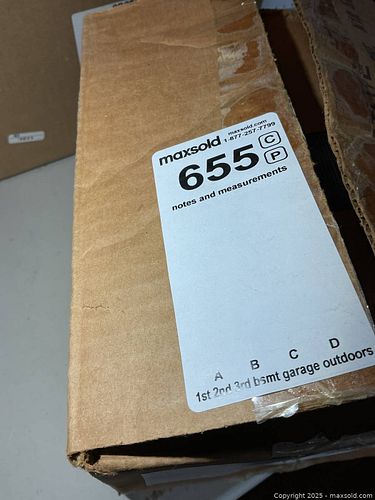 maxsold
maxsold.com
1-877-257-7799
655
C
P
notes and measurements
A B C D
1st 2nd 3rd bsmt garage outdoors
Copyright 2025 - maxsold.com